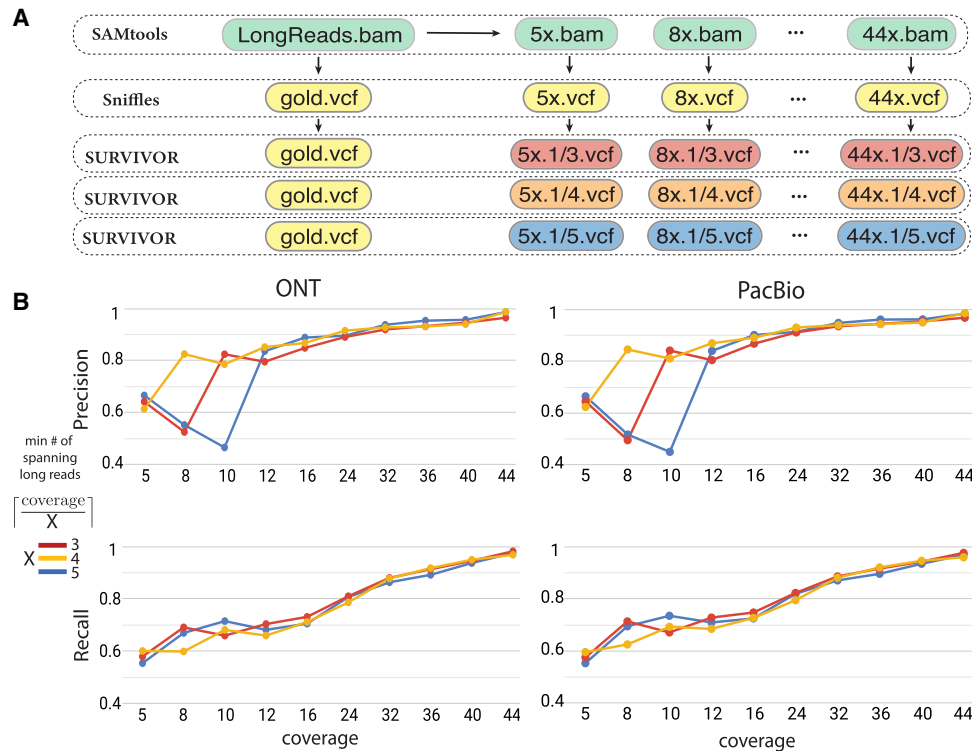 A
SAMtools LongReads.bam 5x.bam 8x.bam ... 44x.bam
Sniffles gold.vcf 5x.vcf 8x.vcf ... 44x.vcf
SURVIVOR gold.vcf 5x.1/3.vcf 8x.1/3.vcf ... 44x.1/3.vcf
SURVIVOR gold.vcf 5x.1/4.vcf 8x.1/4.vcf ... 44x.1/4.vcf
SURVIVOR gold.vcf 5x.1/5.vcf 8x.1/5.vcf ... 44x.1/5.vcf
B
ONT PacBio
Precision
1 1
0.8 0.8
0.6 0.6
0.4 0.4
5 8 10 12 16 24 32 36 40 44 5 8 10 12 16 24 32 36 40 44
min # of
spanning
long reads
coverage
X
X 3
4
5
Recall
1 1
0.8 0.8
0.6 0.6
0.4 0.4
5 8 10 12 16 24 32 36 40 44 5 8 10 12 16 24 32 36 40 44
coverage coverage